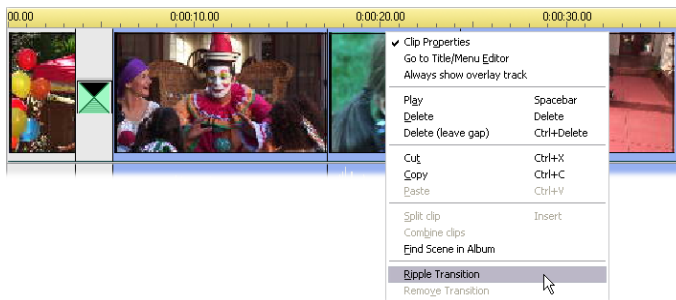 00.00 0:00:10.00 0:00:20.00 0:00:30.00
Clip Properties
Go to Title/Menu Editor
Always show overlay track
Play Spacebar
Delete Delete
Delete (leave gap) Ctrl+Delete
Cut Ctrl+X
Copy Ctrl+C
Paste Ctrl+V
Split clip Insert
Combine clips
Find Scene in Album
Ripple Transition
Remove Transition